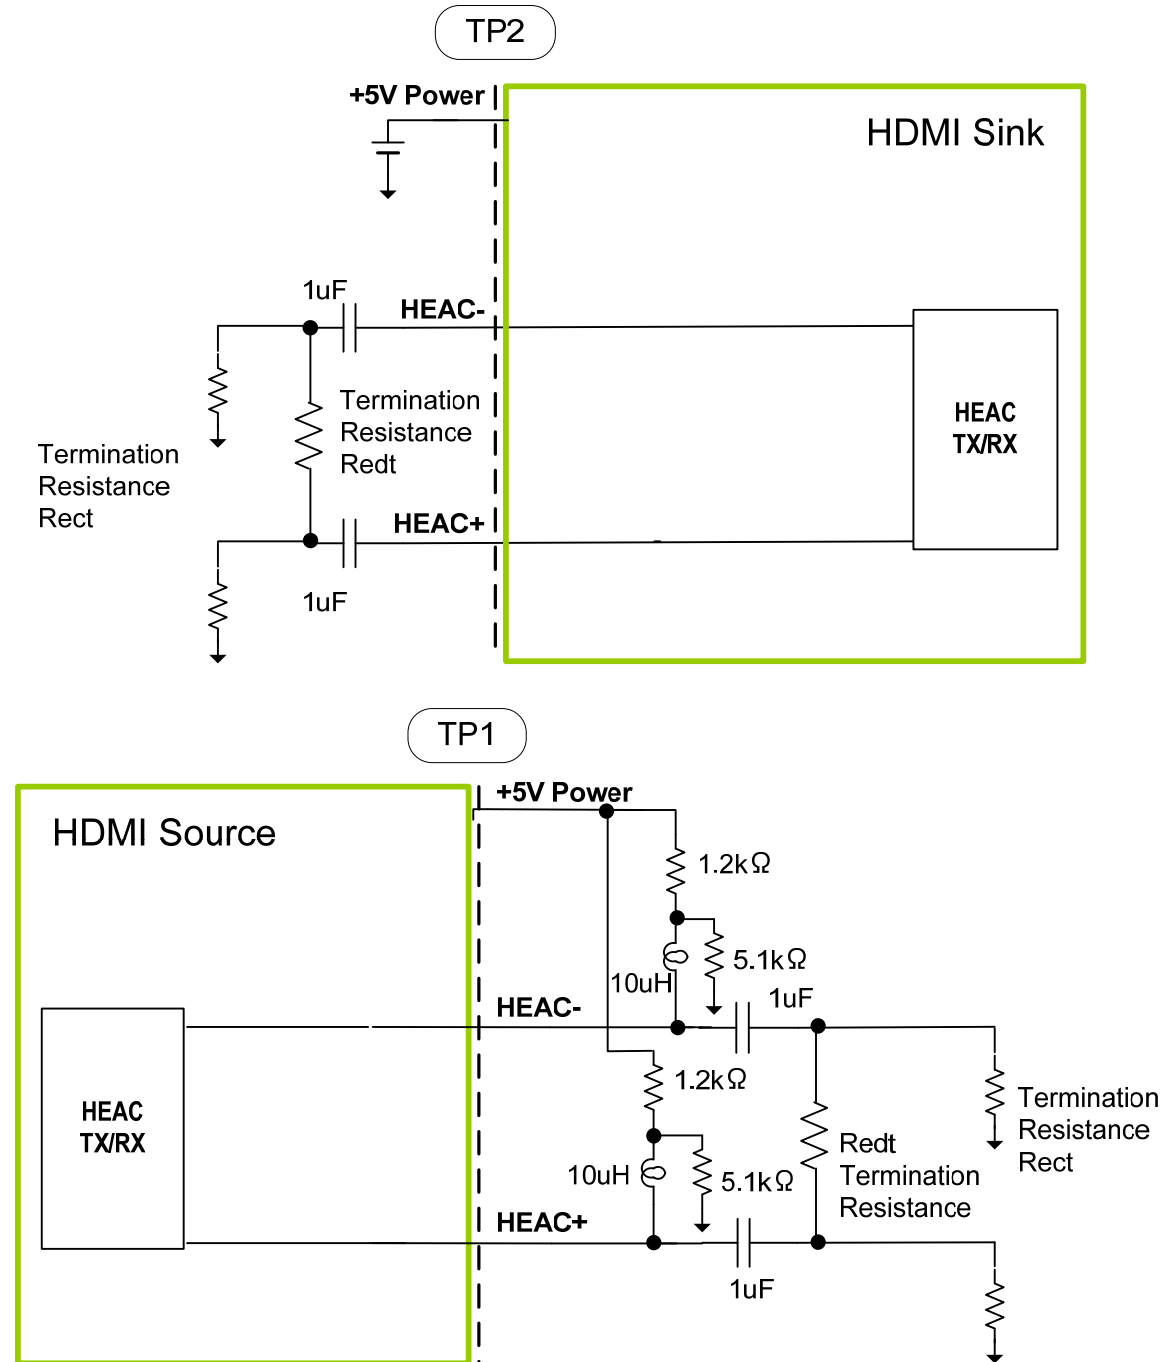 TP2
+5V Power
HDMI Sink
1uF
HEAC-
Termination
Resistance
Redt
HEAC
TX/RX
Termination
Resistance
Rect
HEAC+
1uF
TP1
+5V Power
HDMI Source
1.2kΩ
5.1kΩ
10uH
1uF
HEAC-
1.2kΩ
HEAC
TX/RX
Termination
Resistance
Rect
Redt
Termination
Resistance
10uH
5.1kΩ
HEAC+
1uF